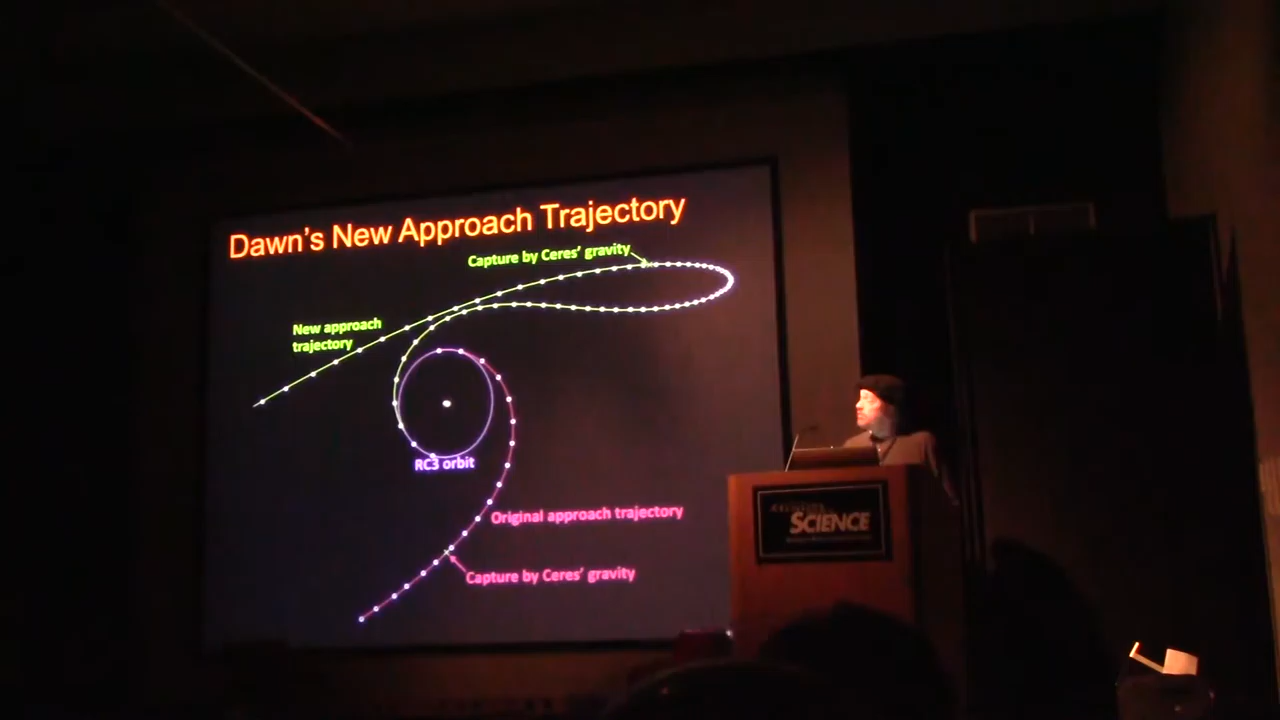 Dawn's New Approach Trajectory
Capture by Ceres' gravity
New approach
trajectory
RC3 orbit
Original approach trajectory
Capture by Ceres' gravity
SCIENCE